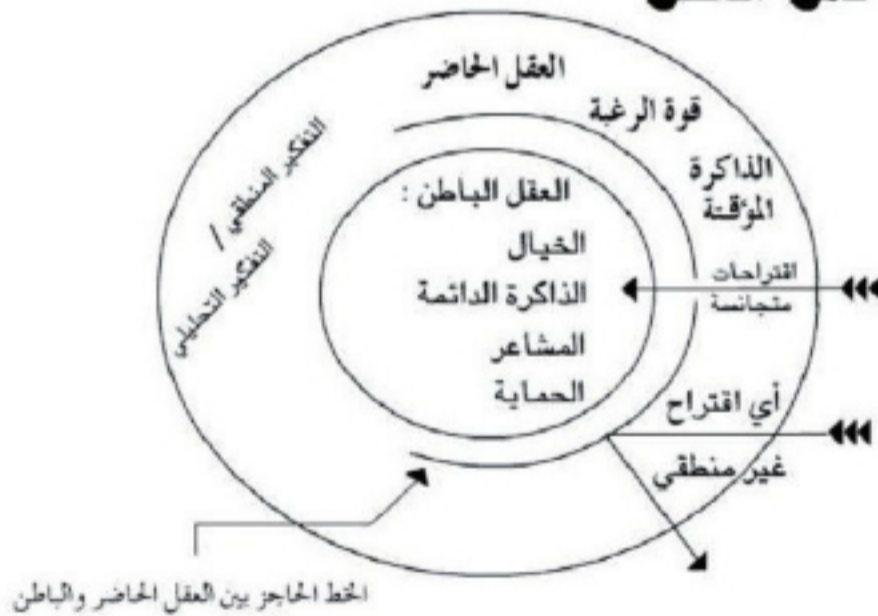 العقل الحاضر
قوة الرغبة
الذاكرة
المؤقتة
التفكير المنطقي /
التفكير التحليلي
العقل الباطن :
الخيال
الذاكرة الدائمة
المشاعر
الحماية
اقتراحات
متجانسة
أي اقتراح
غير منطقي
الخط الحاجز بين العقل الحاضر والباطن